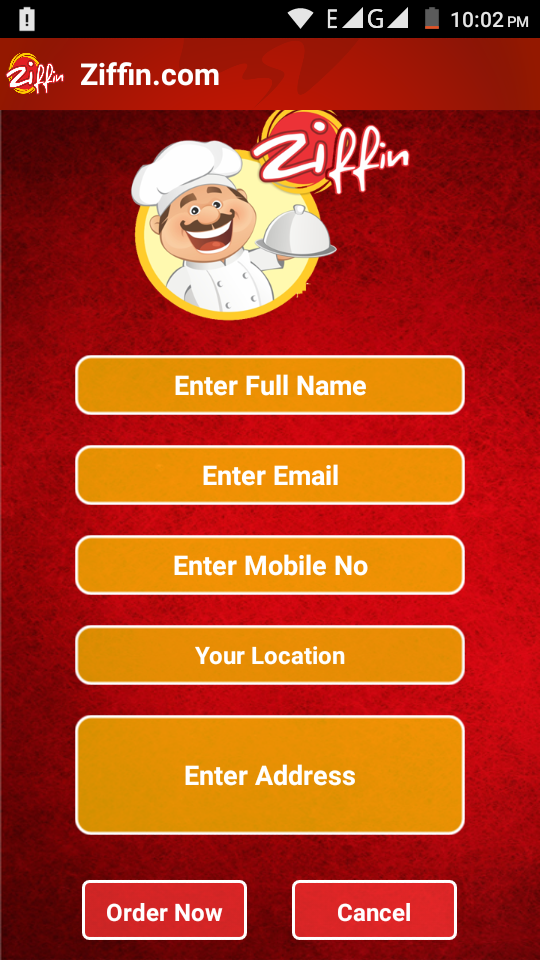 E G 10:02 PM
Ziffin Ziffin.com
Ziffin
Enter Full Name
Enter Email
Enter Mobile No
Your Location
Enter Address
Order Now Cancel